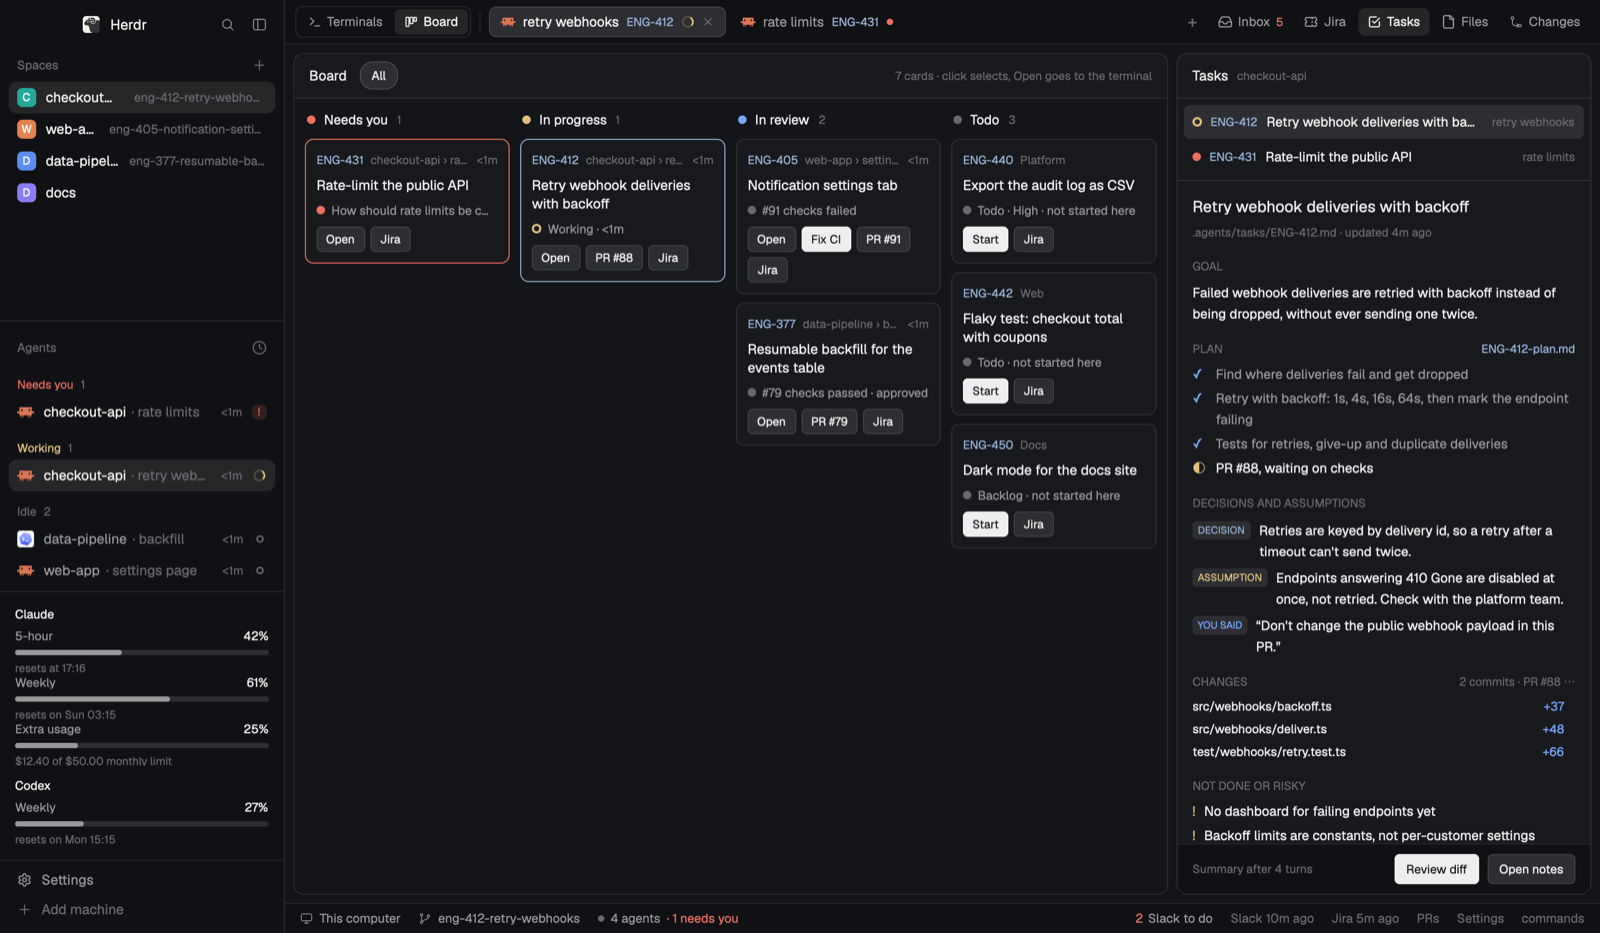 Herdr
Spaces
C checkout... eng-412-retry-webho...
W web-a... eng-405-notification-setti...
D data-pipel... eng-377-resumable-ba...
D docs
Agents
Needs you 1
checkout-api · rate limits <1m !
Working 1
checkout-api · retry web... <1m
Idle 2
data-pipeline · backfill <1m
web-app · settings page <1m
Claude
5-hour 42%
resets at 17:16
Weekly 61%
resets on Sun 03:15
Extra usage 25%
$12.40 of $50.00 monthly limit
Codex
Weekly 27%
resets on Mon 15:15
Settings
Add machine
Terminals Board retry webhooks ENG-412 rate limits ENG-431
Inbox 5 Jira Tasks Files Changes
Board All 7 cards · click selects, Open goes to the terminal
Needs you 1
ENG-431 checkout-api › ra... <1m
Rate-limit the public API
How should rate limits be c...
Open Jira
In progress 1
ENG-412 checkout-api › re... <1m
Retry webhook deliveries
with backoff
Working · <1m
Open PR #88 Jira
In review 2
ENG-405 web-app › settin... <1m
Notification settings tab
#91 checks failed
Open Fix CI PR #91
Jira
ENG-377 data-pipeline › b... <1m
Resumable backfill for the
events table
#79 checks passed · approved
Open PR #79 Jira
Todo 3
ENG-440 Platform
Export the audit log as CSV
Todo · High · not started here
Start Jira
ENG-442 Web
Flaky test: checkout total
with coupons
Todo · not started here
Start Jira
ENG-450 Docs
Dark mode for the docs site
Backlog · not started here
Start Jira
Tasks checkout-api
ENG-412 Retry webhook deliveries with ba... retry webhooks
ENG-431 Rate-limit the public API rate limits
Retry webhook deliveries with backoff
.agents/tasks/ENG-412.md · updated 4m ago
GOAL
Failed webhook deliveries are retried with backoff instead of
being dropped, without ever sending one twice.
PLAN ENG-412-plan.md
✓ Find where deliveries fail and get dropped
✓ Retry with backoff: 1s, 4s, 16s, 64s, then mark the endpoint
failing
✓ Tests for retries, give-up and duplicate deliveries
PR #88, waiting on checks
DECISIONS AND ASSUMPTIONS
DECISION Retries are keyed by delivery id, so a retry after a
timeout can't send twice.
ASSUMPTION Endpoints answering 410 Gone are disabled at
once, not retried. Check with the platform team.
YOU SAID “Don't change the public webhook payload in this
PR.”
CHANGES 2 commits · PR #88 ···
src/webhooks/backoff.ts +37
src/webhooks/deliver.ts +48
test/webhooks/retry.test.ts +66
NOT DONE OR RISKY
! No dashboard for failing endpoints yet
! Backoff limits are constants, not per-customer settings
Summary after 4 turns Review diff Open notes
This computer eng-412-retry-webhooks 4 agents · 1 needs you
2 Slack to do Slack 10m ago Jira 5m ago PRs Settings commands